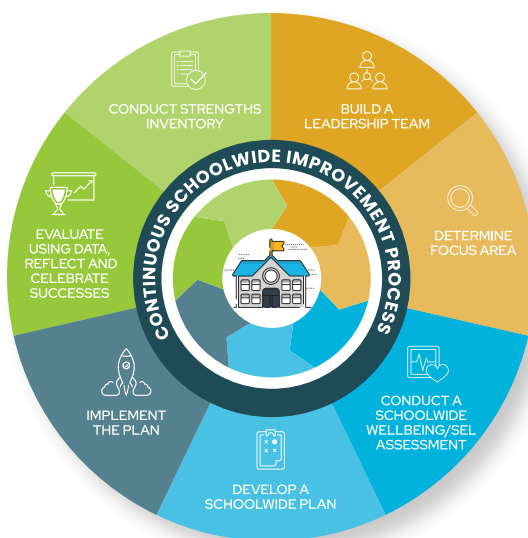 CONDUCT STRENGTHS
INVENTORY
BUILD A
LEADERSHIP TEAM
DETERMINE
FOCUS AREA
CONDUCT A
SCHOOLWIDE
WELLBEING/SEL
ASSESSMENT
DEVELOP A
SCHOOLWIDE PLAN
IMPLEMENT
THE PLAN
EVALUATE
USING DATA,
REFLECT AND
CELEBRATE
SUCCESSES
CONTINUOUS SCHOOLWIDE IMPROVEMENT PROCESS